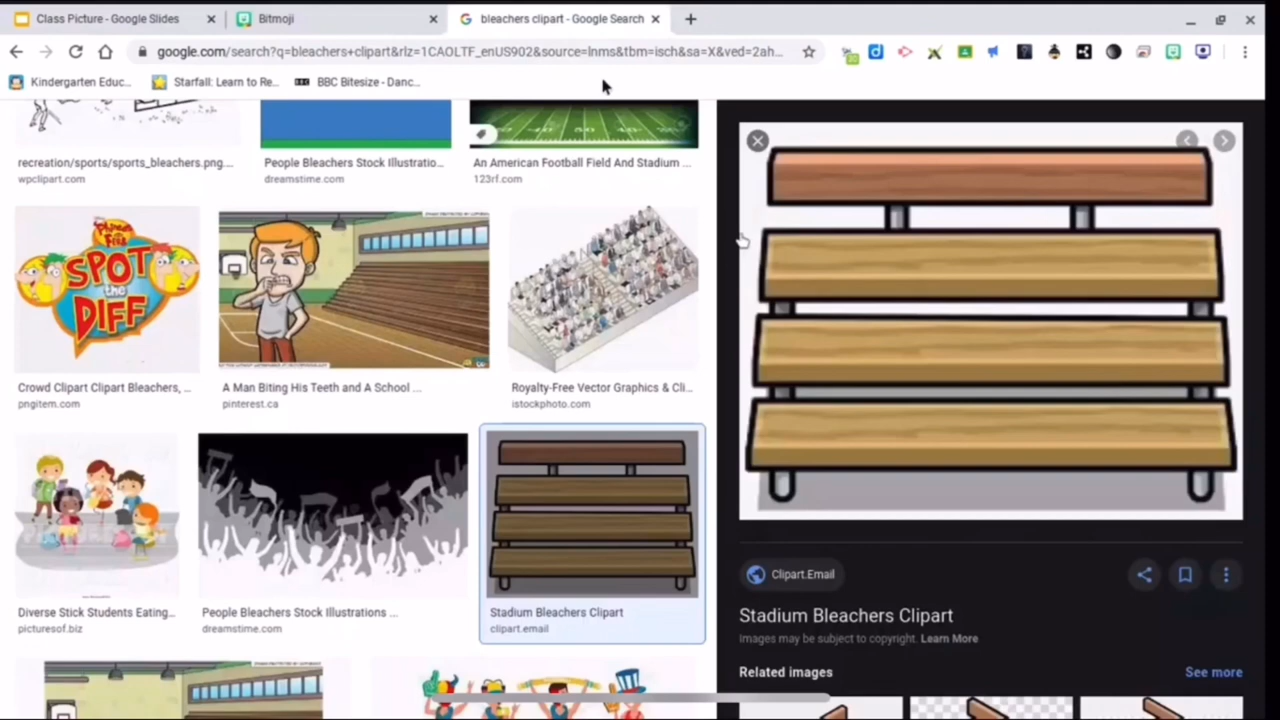 Class Picture - Google Slides
Bitmoji
bleachers clipart - Google Search
google.com/search?q=bleachers+clipart&rlz=1CAOLTF_enUS902&source=lnms&tbm=isch&sa=X&ved=2ah...
Kindergarten Educ...
Starfall: Learn to Re...
BBC Bitesize - Danc...
recreation/sports/sports_bleachers.png...
wpclipart.com
People Bleachers Stock Illustratio...
dreamstime.com
An American Football Field And Stadium ...
123rf.com
Phineas and Ferb
SPOT
the
DIFF
Crowd Clipart Clipart Bleachers, ...
pngitem.com
A Man Biting His Teeth and A School ...
pinterest.ca
Royalty-Free Vector Graphics & Cli...
istockphoto.com
Diverse Stick Students Eating...
picturesof.biz
People Bleachers Stock Illustrations ...
dreamstime.com
Stadium Bleachers Clipart
clipart.email
Clipart.Email
Stadium Bleachers Clipart
Images may be subject to copyright. Learn More
Related images
See more